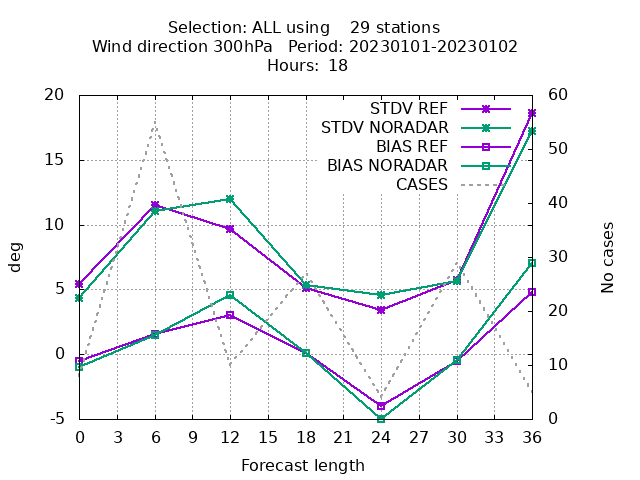 Selection: ALL using    29 stations
Wind direction 300hPa   Period: 20230101-20230102
Hours:  18
20
15
10
5
0
-5
deg
60
50
40
30
20
10
0
No cases
STDV REF
STDV NORADAR
BIAS REF
BIAS NORADAR
CASES
0 3 6 9 12 15 18 21 24 27 30 33 36
Forecast length